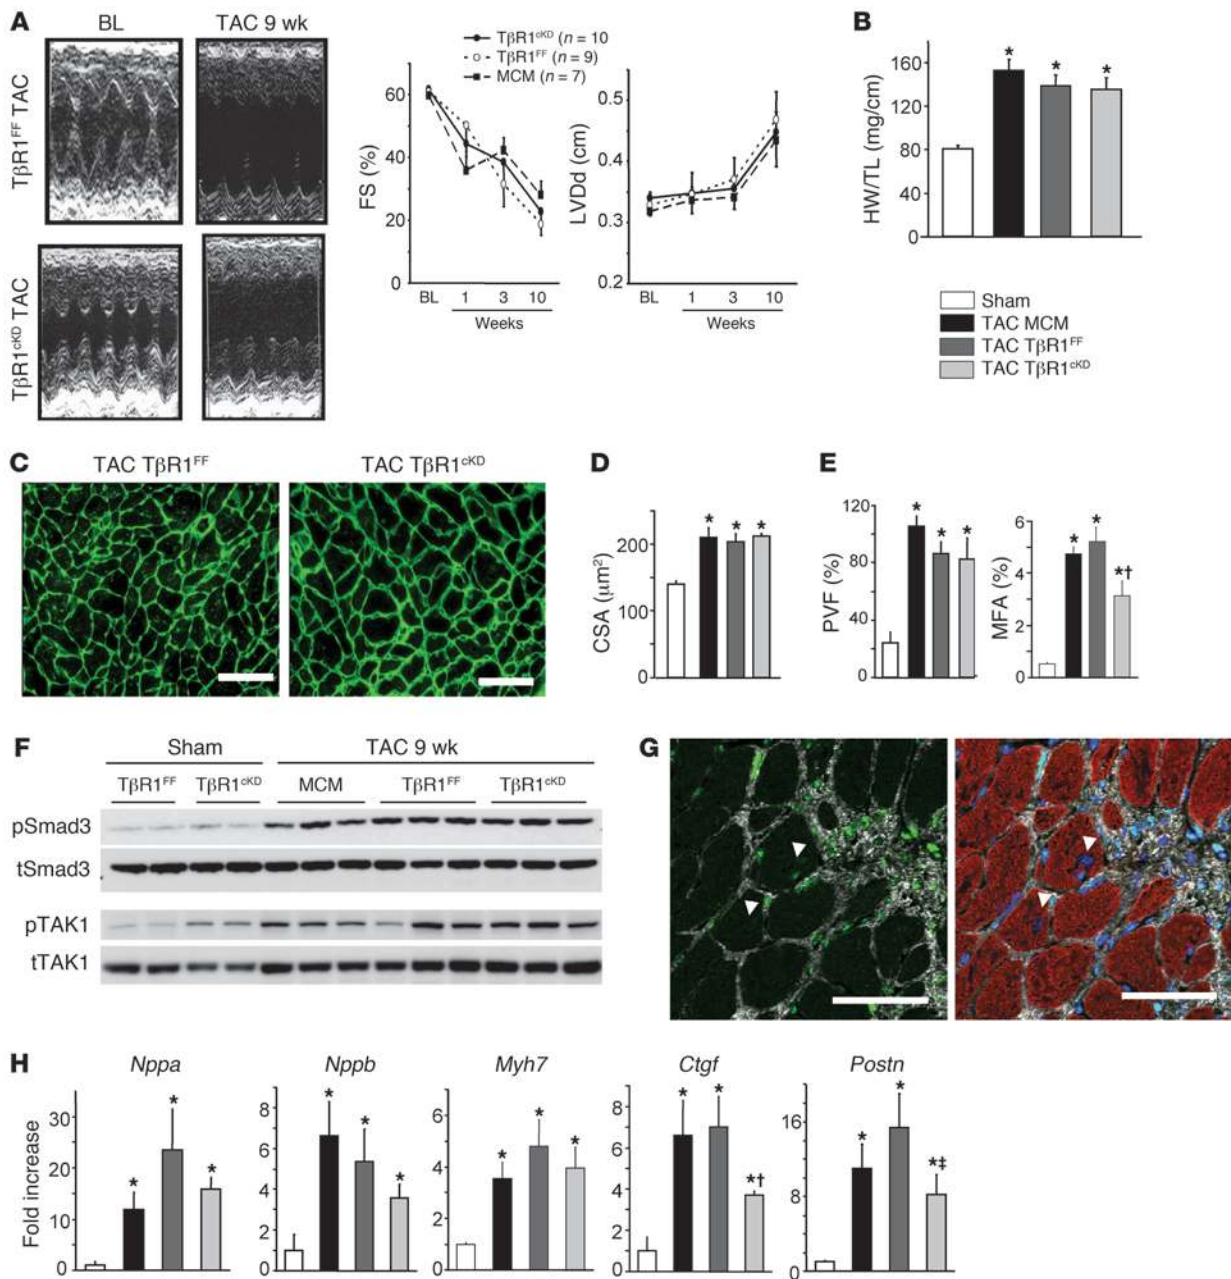 A
BL
TAC 9 wk
TβR1FF TAC
TβR1cKD TAC
TβR1cKD (n = 10
TβR1FF (n = 9)
MCM (n = 7)
FS (%)
80
60
40
20
0
BL
1
3
10
Weeks
LVDd (cm)
0.5
0.4
0.3
0.2
BL
1
3
10
Weeks
B
HW/TL (mg/cm)
160
120
80
40
0
*
*
*
Sham
TAC MCM
TAC TβR1FF
TAC TβR1cKD
C
TAC TβR1FF
TAC TβR1cKD
D
CSA (μm2)
200
100
0
*
*
*
E
PVF (%)
120
80
40
0
*
*
*
MFA (%)
6
4
2
0
*
*
*†
F
Sham
TAC 9 wk
TβR1FF
TβR1cKD
MCM
TβR1FF
TβR1cKD
pSmad3
tSmad3
pTAK1
tTAK1
G
H
Fold increase
Nppa
30
20
10
0
*
*
*
Nppb
8
6
4
2
0
*
*
*
Myh7
6
4
2
0
*
*
*
Ctgf
8
6
4
2
0
*
*
*†
Postn
16
8
0
*
*
*‡